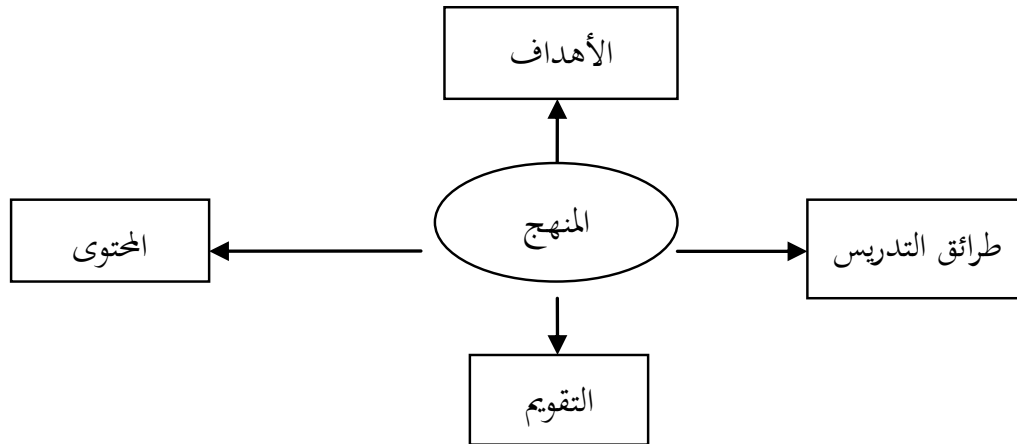 الأهداف
المنهج
طرائق التدريس
المحتوى
التقويم